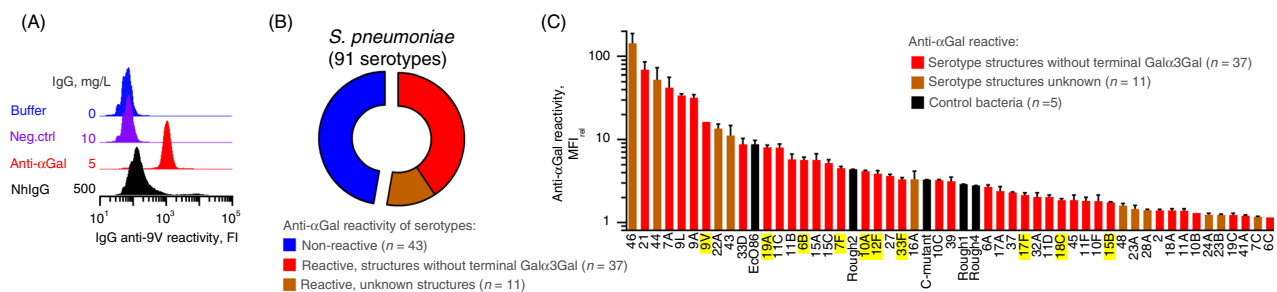 (A)
IgG, mg/L
Buffer 0
Neg.ctrl 10
Anti-αGal 5
NhIgG 500
10¹ 10³ 10⁵
IgG anti-9V reactivity, FI
(B)
S. pneumoniae
(91 serotypes)
Anti-αGal reactivity of serotypes:
Non-reactive (n = 43)
Reactive, structures without terminal Galα3Gal (n = 37)
Reactive, unknown structures (n = 11)
(C)
Anti-αGal reactivity,
MFI_rel
100
10
1
Anti-αGal reactive:
Serotype structures without terminal Galα3Gal (n = 37)
Serotype structures unknown (n = 11)
Control bacteria (n =5)
46 21 44 7A 9L 9A 9V 22A 43 33D EcO86 19A 11C 11B 6B 15A 15C 7F Rough2 10A 12F 27 33F 16A C-mutant 10C 39 Rough1 Rough4 6A 17A 37 17F 32A 11D 18C 45 11F 10F 15B 48 23A 28A 2 18A 11A 10B 24A 23B 19C 41A 7C 6C